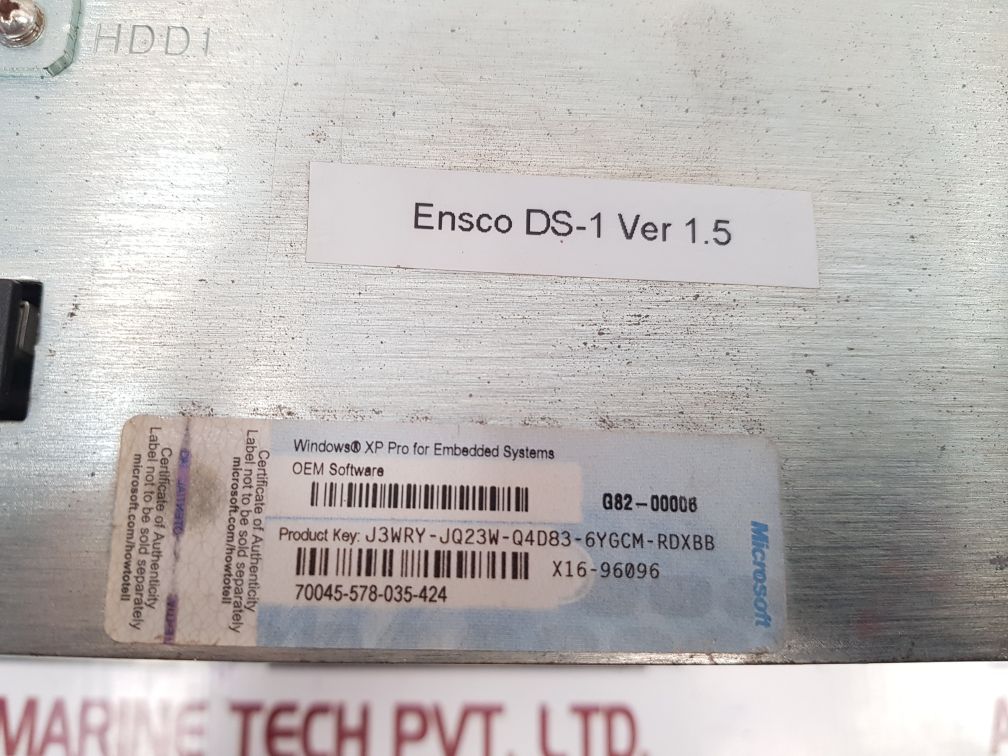 HDD1
Ensco DS-1 Ver 1.5
Windows® XP Pro for Embedded Systems
OEM Software
G82-00006
Product Key: J3WRY-JQ23W-Q4D83-6YGCM-RDXBB
X16-96096
70045-578-035-424
Microsoft
Certificate of Authenticity
Label not to be sold separately
microsoft.com/howtotell
Certificate of Authenticity
Label not to be sold separately
microsoft.com/howtotell
MARINE TECH PVT. LTD.